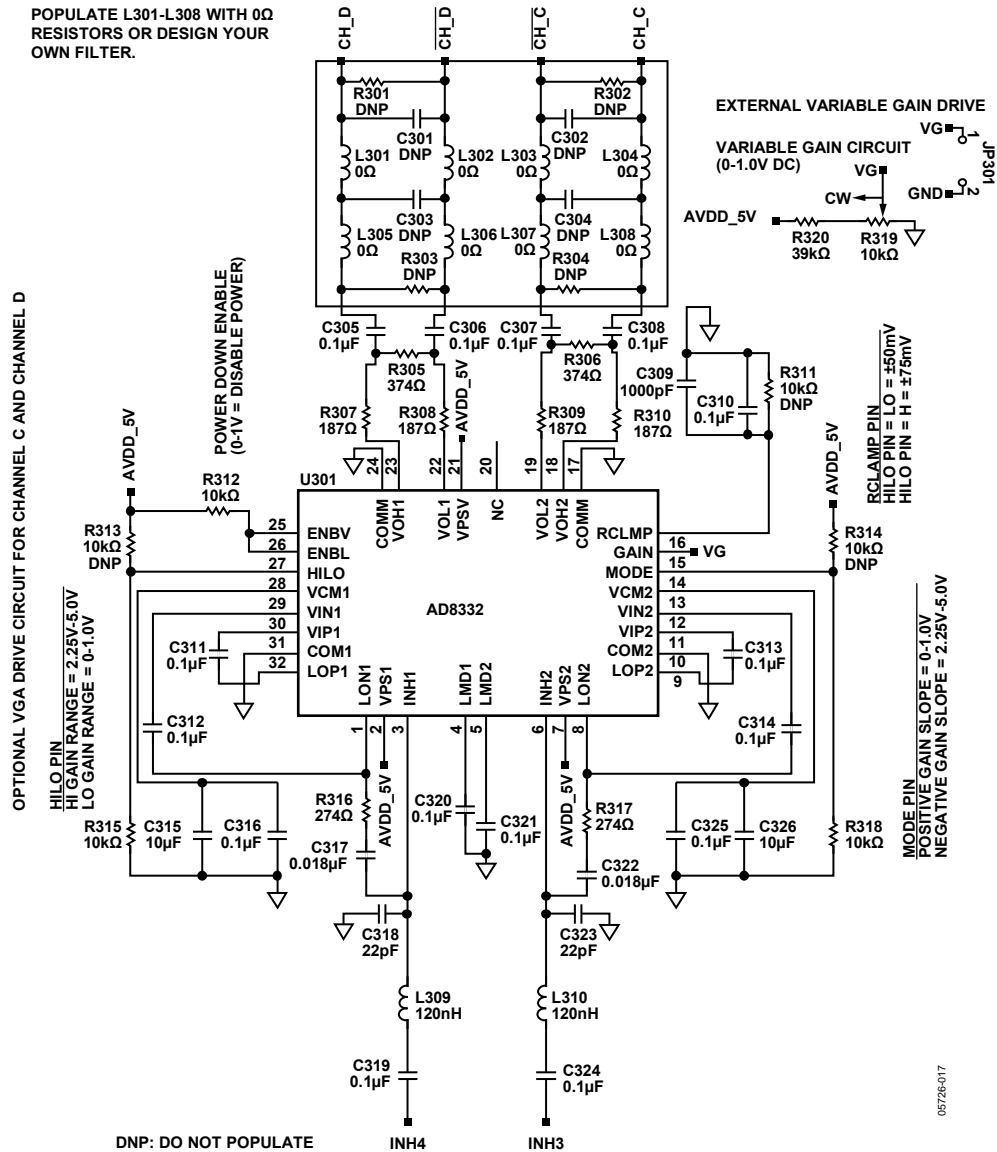 POPULATE L301-L308 WITH 0Ω
RESISTORS OR DESIGN YOUR
OWN FILTER.
CH_D
CH_D
CH_C
CH_C
R301
DNP
R302
DNP
C301
DNP
C302
DNP
L301
0Ω
L302
0Ω
L303
0Ω
L304
0Ω
C303
DNP
C304
DNP
L305
0Ω
L306
0Ω
L307
0Ω
L308
0Ω
R303
DNP
R304
DNP
EXTERNAL VARIABLE GAIN DRIVE
VG
1
JP301
VARIABLE GAIN CIRCUIT
(0-1.0V DC)
VG
CW
GND
2
AVDD_5V
R320
39kΩ
R319
10kΩ
OPTIONAL VGA DRIVE CIRCUIT FOR CHANNEL C AND CHANNEL D
POWER DOWN ENABLE
(0-1V = DISABLE POWER)
C305
0.1µF
C306
0.1µF
C307
0.1µF
C308
0.1µF
R305
374Ω
R306
374Ω
C309
1000pF
C310
0.1µF
R311
10kΩ
DNP
R307
187Ω
R308
187Ω
AVDD_5V
R309
187Ω
R310
187Ω
RCLAMP PIN
HILO PIN = LO = ±50mV
HILO PIN = H = ±75mV
AVDD_5V
AVDD_5V
R312
10kΩ
R313
10kΩ
DNP
R314
10kΩ
DNP
U301
24
23
22
21
20
19
18
17
COMM
VOH1
VOL1
VPSV
NC
VOL2
VOH2
COMM
25
ENBV
26
ENBL
27
HILO
28
VCM1
29
VIN1
30
VIP1
31
COM1
32
LOP1
AD8332
RCLMP
16
GAIN
VG
15
MODE
14
VCM2
13
VIN2
12
VIP2
11
COM2
10
LOP2
9
LON1
VPS1
INH1
LMD1
LMD2
INH2
VPS2
LON2
1
2
3
4
5
6
7
8
C311
0.1µF
C313
0.1µF
C312
0.1µF
C314
0.1µF
HILO PIN
HI GAIN RANGE = 2.25V-5.0V
LO GAIN RANGE = 0-1.0V
MODE PIN
POSITIVE GAIN SLOPE = 0-1.0V
NEGATIVE GAIN SLOPE = 2.25V-5.0V
AVDD_5V
AVDD_5V
R315
10kΩ
C315
10µF
C316
0.1µF
R316
274Ω
C317
0.018µF
C320
0.1µF
C321
0.1µF
R317
274Ω
C322
0.018µF
C325
0.1µF
C326
10µF
R318
10kΩ
C318
22pF
C323
22pF
L309
120nH
L310
120nH
C319
0.1µF
C324
0.1µF
INH4
INH3
DNP: DO NOT POPULATE
05726-017